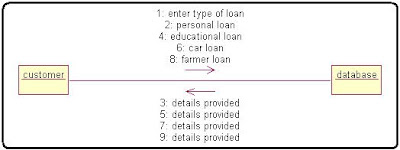 1: enter type of loan
2: personal loan
4: educational loan
6: car loan
8: farmer loan
customer
database
3: details provided
5: details provided
7: details provided
9: details provided